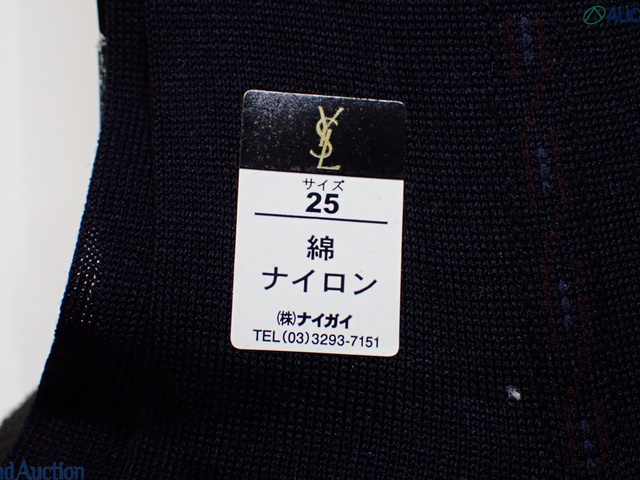 YSL
サイズ
25
綿
ナイロン
(株)ナイガイ
TEL(03)3293-7151
Auction